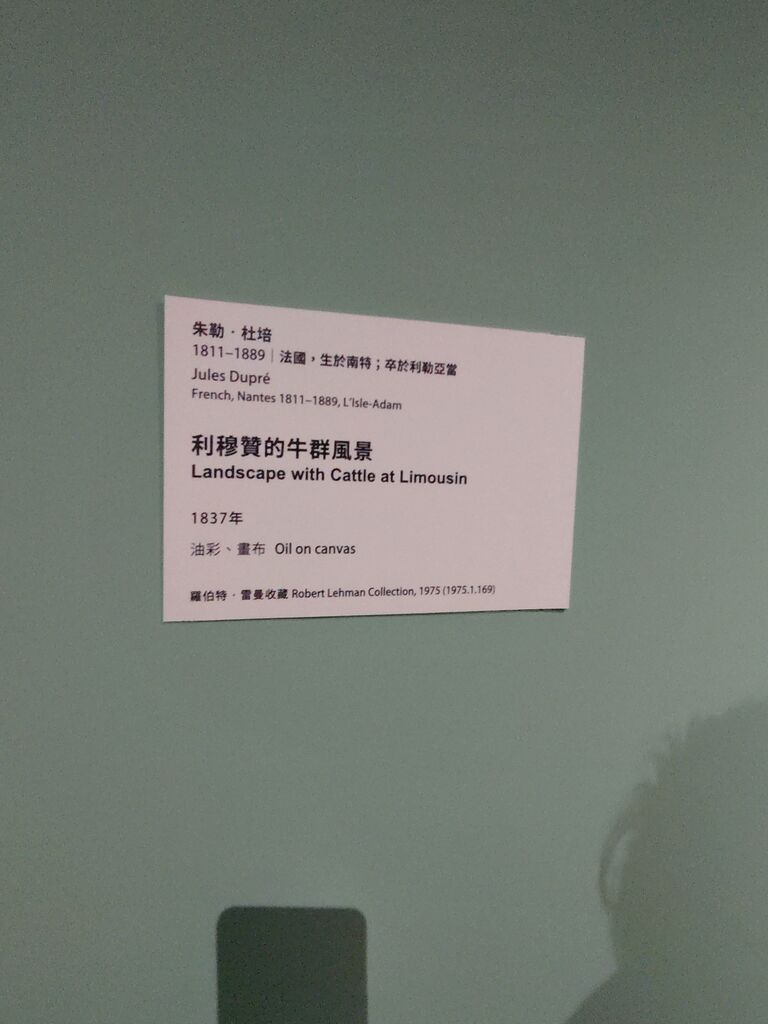 朱勒·杜培
1811–1889｜法國，生於南特；卒於利勒亞當
Jules Dupré
French, Nantes 1811–1889, L'Isle-Adam
利穆贊的牛群風景
Landscape with Cattle at Limousin
1837年
油彩、畫布 Oil on canvas
羅伯特·雷曼收藏 Robert Lehman Collection, 1975 (1975.1.169)